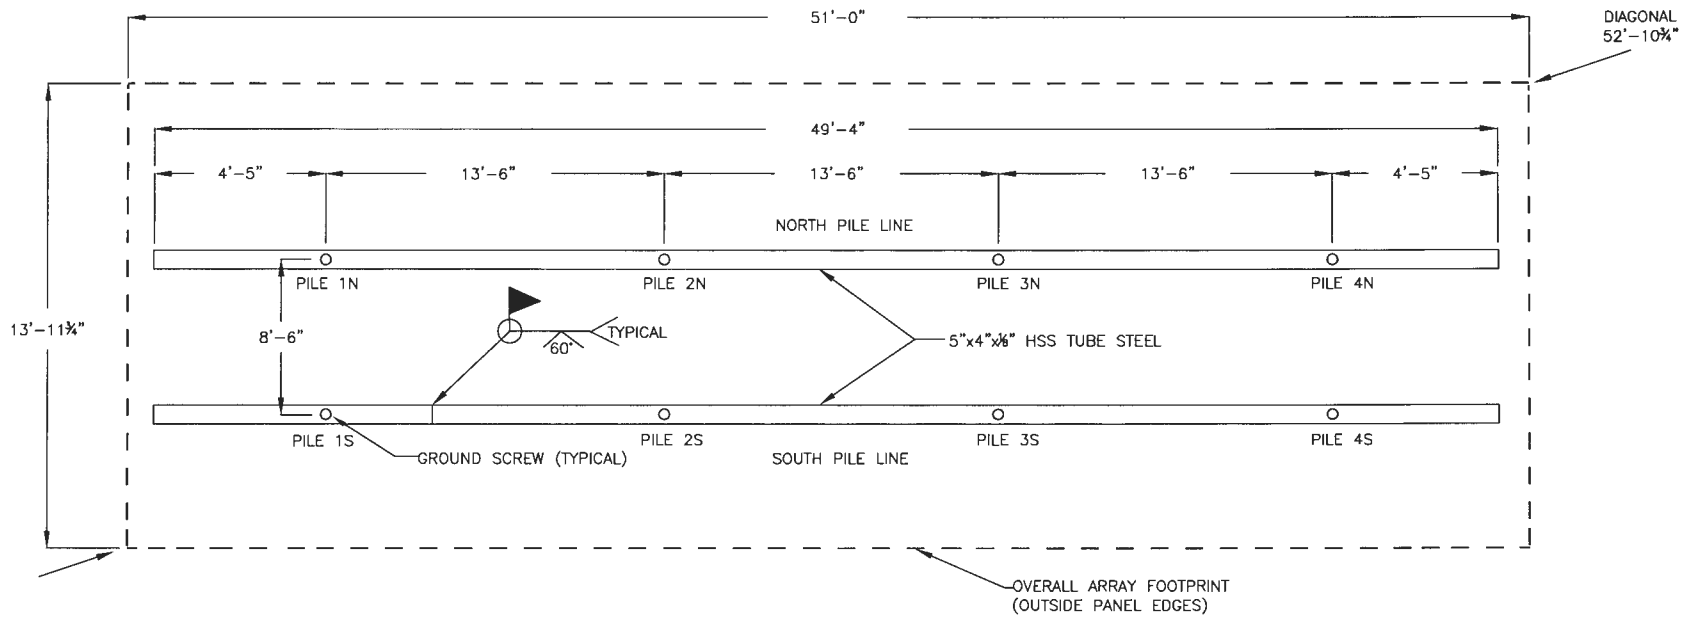 51'-0"
DIAGONAL
52'-10¾"
49'-4"
4'-5" 13'-6" 13'-6" 13'-6" 4'-5"
NORTH PILE LINE
PILE 1N PILE 2N PILE 3N PILE 4N
13'-11¾"
8'-6"
TYPICAL
60°
5"x4"x⅛" HSS TUBE STEEL
PILE 1S PILE 2S PILE 3S PILE 4S
GROUND SCREW (TYPICAL)
SOUTH PILE LINE
OVERALL ARRAY FOOTPRINT
(OUTSIDE PANEL EDGES)